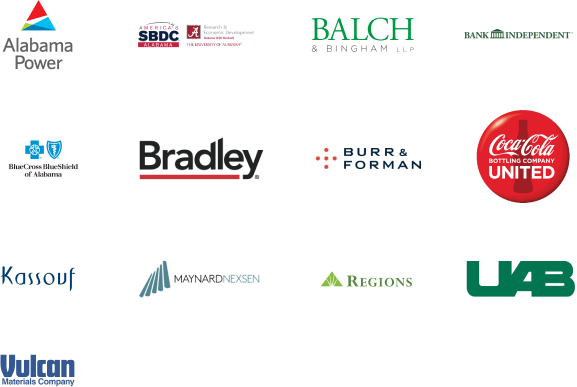 Alabama
Power
AMERICA'S
SBDC
ALABAMA
A
Research &
Economic Development
THE UNIVERSITY OF ALABAMA
BALCH
& BINGHAM LLP
BANK INDEPENDENT
BlueCross BlueShield
of Alabama
Bradley
BURR &
FORMAN
Coca-Cola
BOTTLING COMPANY
UNITED
Kassouf
MAYNARDNEXSEN
REGIONS
UAB
Vulcan
Materials Company